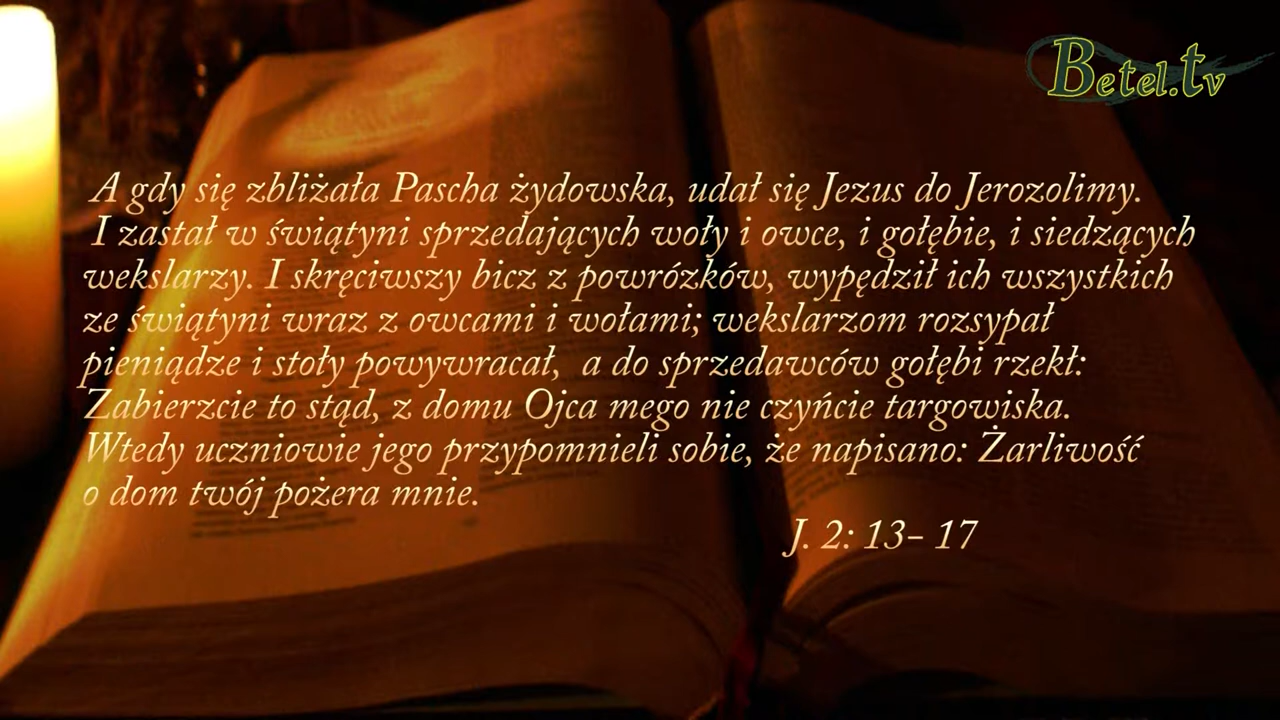 Betel.tv
A gdy się zbliżała Pascha żydowska, udał się Jezus do Jerozolimy.
I zastał w świątyni sprzedających woły i owce, i gołębie, i siedzących
wekslarzy. I skręciwszy bicz z powrózków, wypędził ich wszystkich
ze świątyni wraz z owcami i wołami; wekslarzom rozsypał
pieniądze i stoły powywracał, a do sprzedawców gołębi rzekł:
Zabierzcie to stąd, z domu Ojca mego nie czyńcie targowiska.
Wtedy uczniowie jego przypomnieli sobie, że napisano: Żarliwość
o dom twój pożera mnie.
J. 2: 13- 17